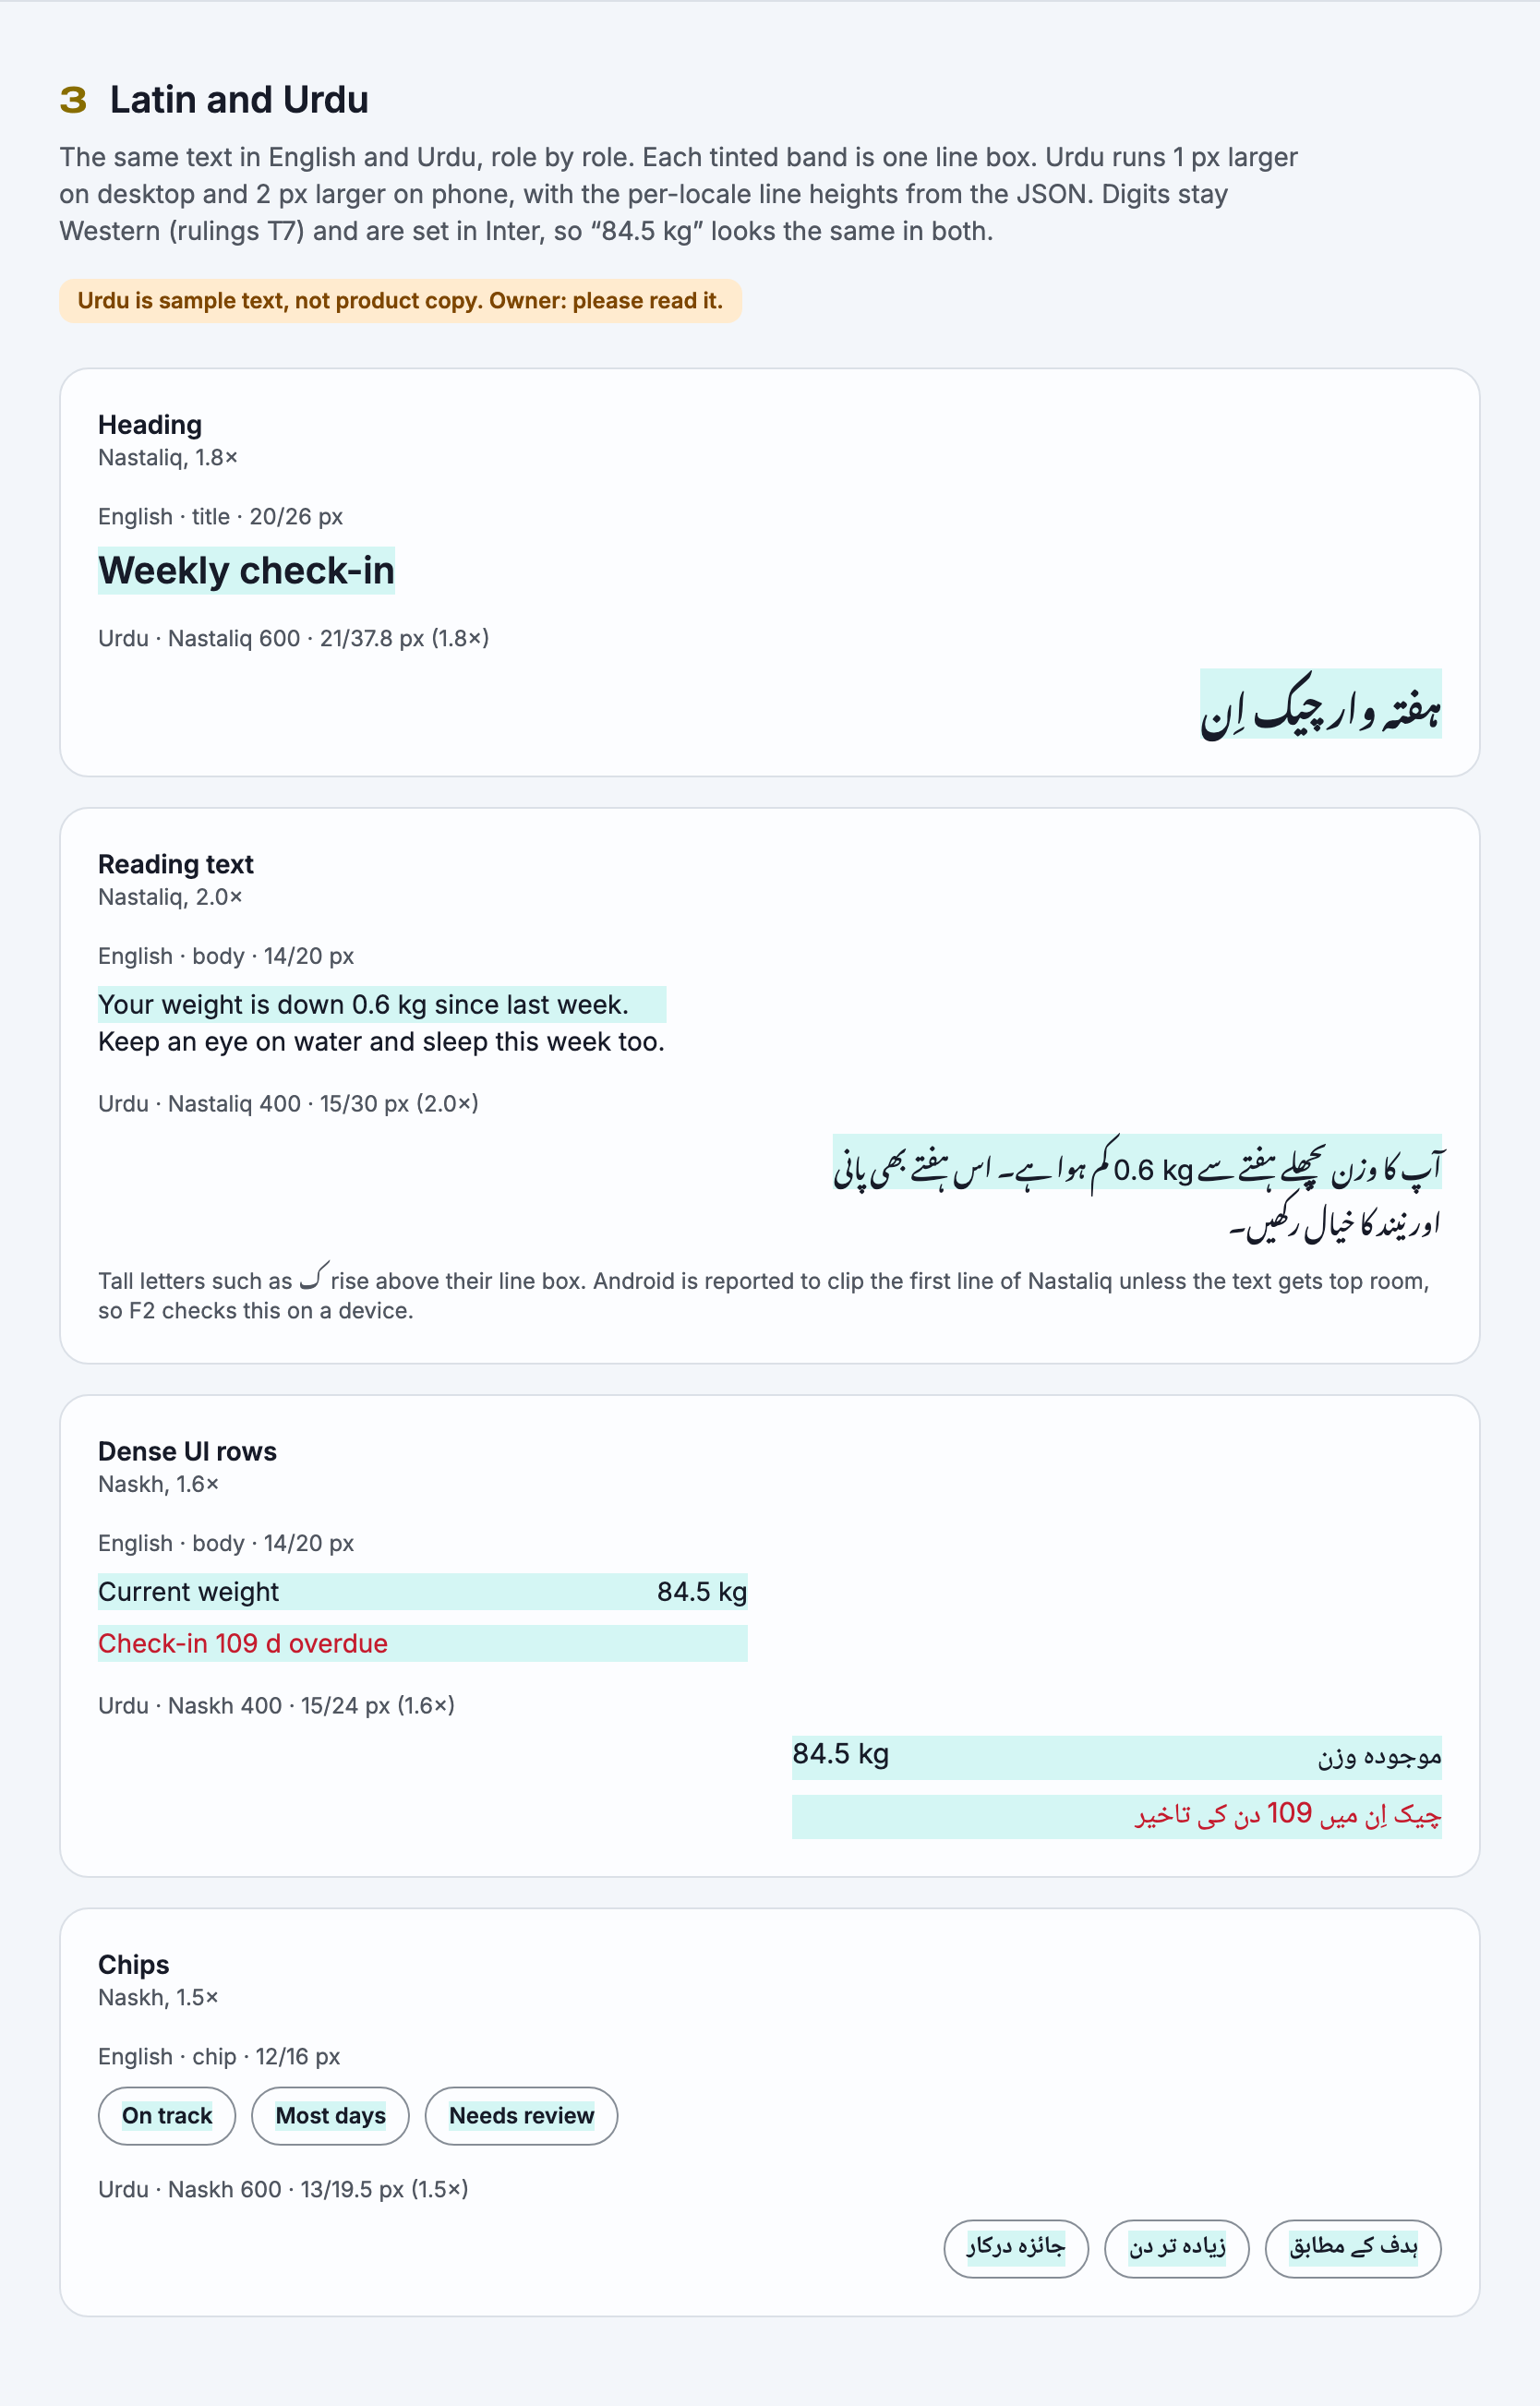 3 Latin and Urdu
The same text in English and Urdu, role by role. Each tinted band is one line box. Urdu runs 1 px larger
on desktop and 2 px larger on phone, with the per-locale line heights from the JSON. Digits stay
Western (rulings T7) and are set in Inter, so “84.5 kg” looks the same in both.
Urdu is sample text, not product copy. Owner: please read it.
Heading
Nastaliq, 1.8×
English · title · 20/26 px
Weekly check-in
Urdu · Nastaliq 600 · 21/37.8 px (1.8×)
ہفتہ وار چیک اِن
Reading text
Nastaliq, 2.0×
English · body · 14/20 px
Your weight is down 0.6 kg since last week.
Keep an eye on water and sleep this week too.
Urdu · Nastaliq 400 · 15/30 px (2.0×)
آپ کا وزن پچھلے ہفتے سے 0.6 kg کم ہوا ہے۔ اس ہفتے بھی پانی
اور نیند کا خیال رکھیں۔
Tall letters such as ک rise above their line box. Android is reported to clip the first line of Nastaliq unless the text gets top room,
so F2 checks this on a device.
Dense UI rows
Naskh, 1.6×
English · body · 14/20 px
Current weight 84.5 kg
Check-in 109 d overdue
Urdu · Naskh 400 · 15/24 px (1.6×)
موجودہ وزن 84.5 kg
چیک اِن میں 109 دن کی تاخیر
Chips
Naskh, 1.5×
English · chip · 12/16 px
On track Most days Needs review
Urdu · Naskh 600 · 13/19.5 px (1.5×)
ہدف کے مطابق زیادہ تر دن جائزہ درکار